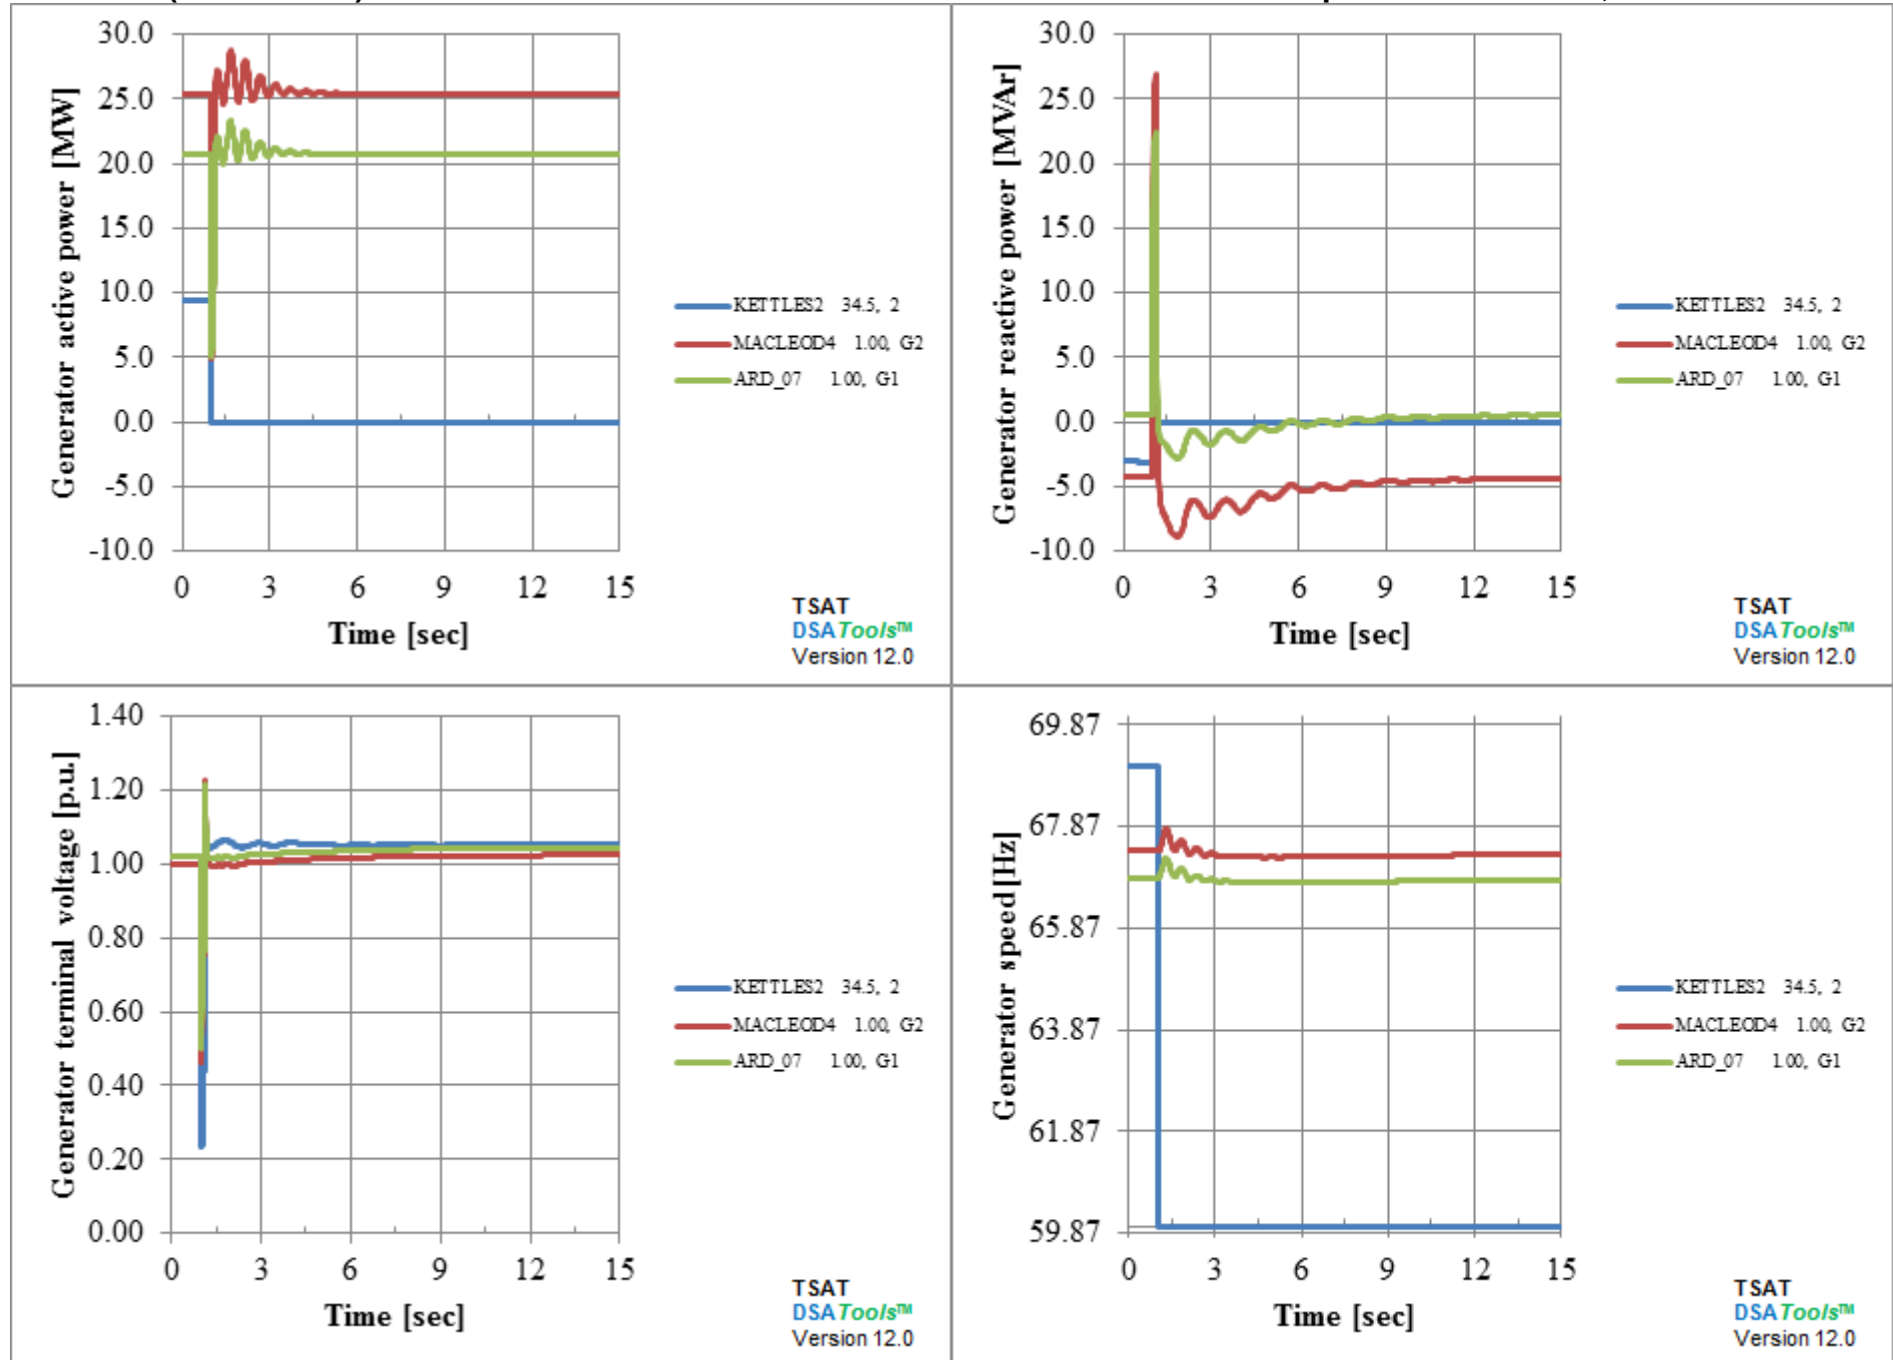 Generator active power [MW]
30.0
25.0
20.0
15.0
10.0
5.0
0.0
-5.0
-10.0
0 3 6 9 12 15
Time [sec]
KETTLES2 34.5, 2
MACLEOD4 1.00, G2
ARD_07 1.00, G1
TSAT
DSATools™
Version 12.0
Generator reactive power [MVAr]
30.0
25.0
20.0
15.0
10.0
5.0
0.0
-5.0
-10.0
0 3 6 9 12 15
Time [sec]
KETTLES2 34.5, 2
MACLEOD4 1.00, G2
ARD_07 1.00, G1
TSAT
DSATools™
Version 12.0
Generator terminal voltage [p.u.]
1.40
1.20
1.00
0.80
0.60
0.40
0.20
0.00
0 3 6 9 12 15
Time [sec]
KETTLES2 34.5, 2
MACLEOD4 1.00, G2
ARD_07 1.00, G1
TSAT
DSATools™
Version 12.0
Generator speed[Hz]
69.87
67.87
65.87
63.87
61.87
59.87
0 3 6 9 12 15
Time [sec]
KETTLES2 34.5, 2
MACLEOD4 1.00, G2
ARD_07 1.00, G1
TSAT
DSATools™
Version 12.0